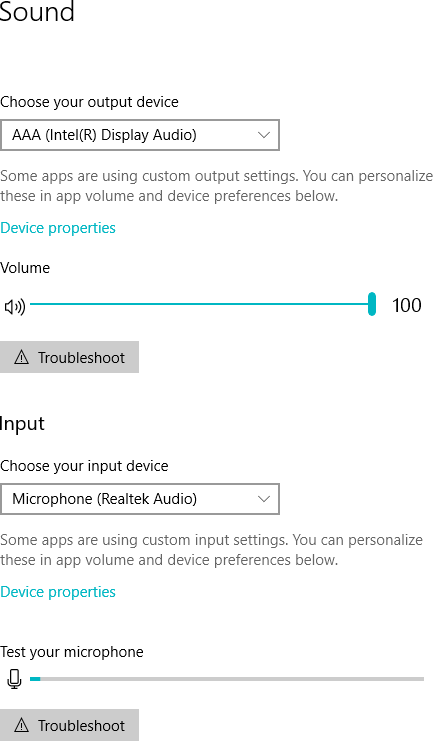 Sound
Choose your output device
AAA (Intel(R) Display Audio)
Some apps are using custom output settings. You can personalize
these in app volume and device preferences below.
Device properties
Volume
100
Troubleshoot
Input
Choose your input device
Microphone (Realtek Audio)
Some apps are using custom input settings. You can personalize
these in app volume and device preferences below.
Device properties
Test your microphone
Troubleshoot